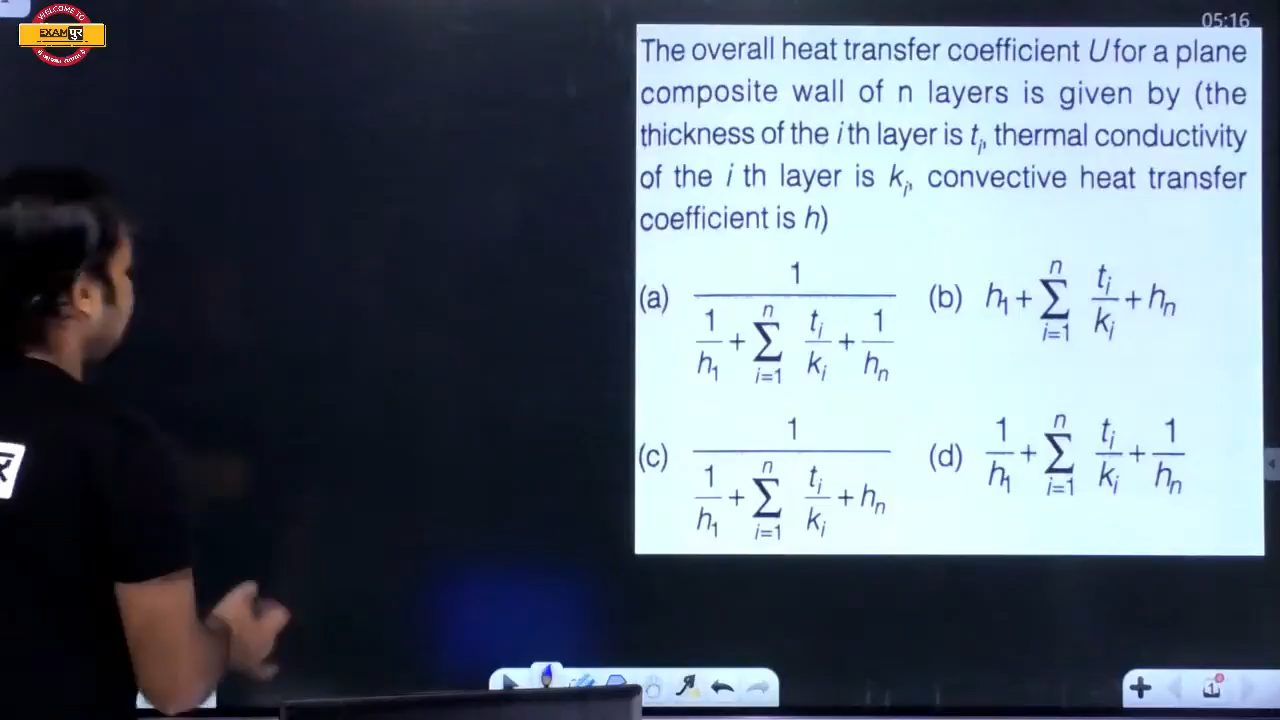 WELCOME TO
EXAMपुर
05:16
The overall heat transfer coefficient U for a plane
composite wall of n layers is given by (the
thickness of the i th layer is tᵢ, thermal conductivity
of the i th layer is kᵢ, convective heat transfer
coefficient is h)
(a) 1 / (1/h₁ + Σ_{i=1}^{n} tᵢ/kᵢ + 1/hₙ) (b) h₁ + Σ_{i=1}^{n} tᵢ/kᵢ + hₙ
(c) 1 / (1/h₁ + Σ_{i=1}^{n} tᵢ/kᵢ + hₙ) (d) 1/h₁ + Σ_{i=1}^{n} tᵢ/kᵢ + 1/hₙ
र
1